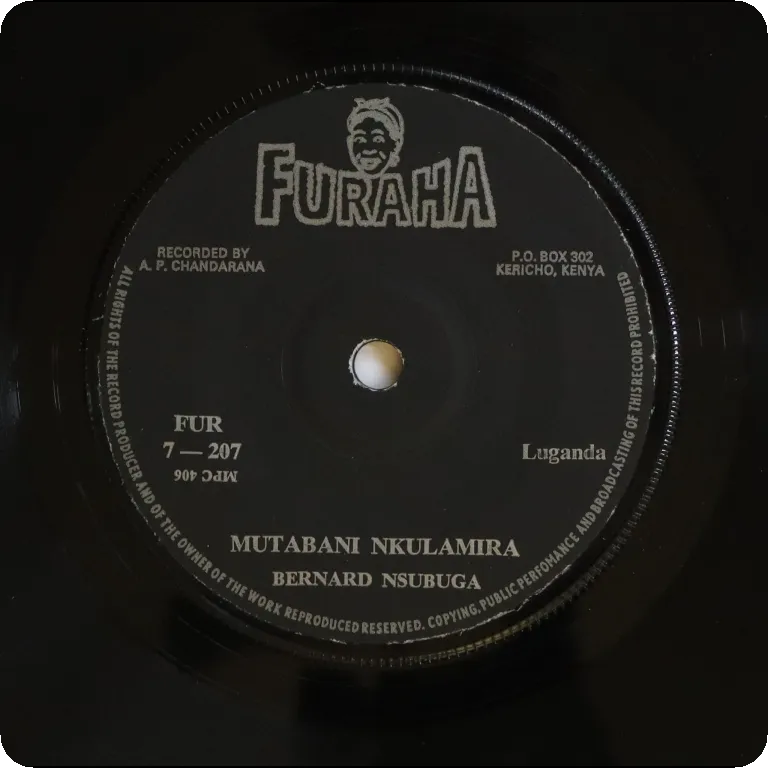 FURAHA
RECORDED BY
A. P. CHANDARANA
P.O. BOX 302
KERICHO, KENYA
FUR
7 — 207
MPC 406
Luganda
MUTABANI NKULAMIRA
BERNARD NSUBUGA
ALL RIGHTS OF THE RECORD PRODUCER AND OF THE OWNER OF THE WORK REPRODUCED RESERVED. COPYING, PUBLIC PERFOMANCE AND BROADCASTING OF THIS RECORD PROHIBITED